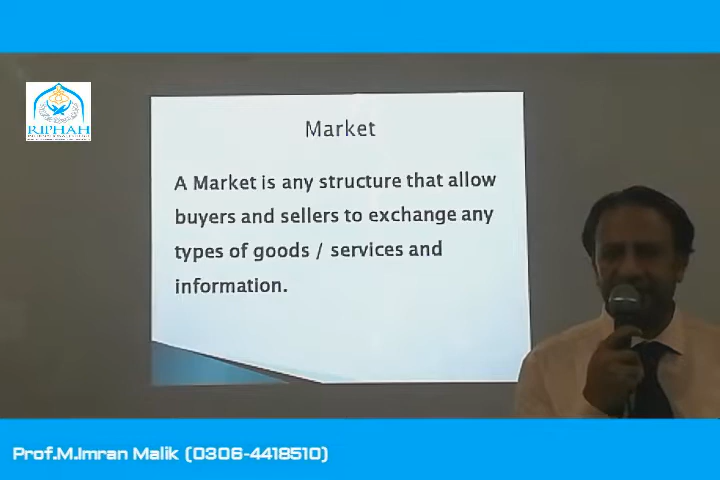 RIPHAH
Market
A Market is any structure that allow
buyers and sellers to exchange any
types of goods / services and
information.
Prof.M.Imran Malik (0306-4418510)